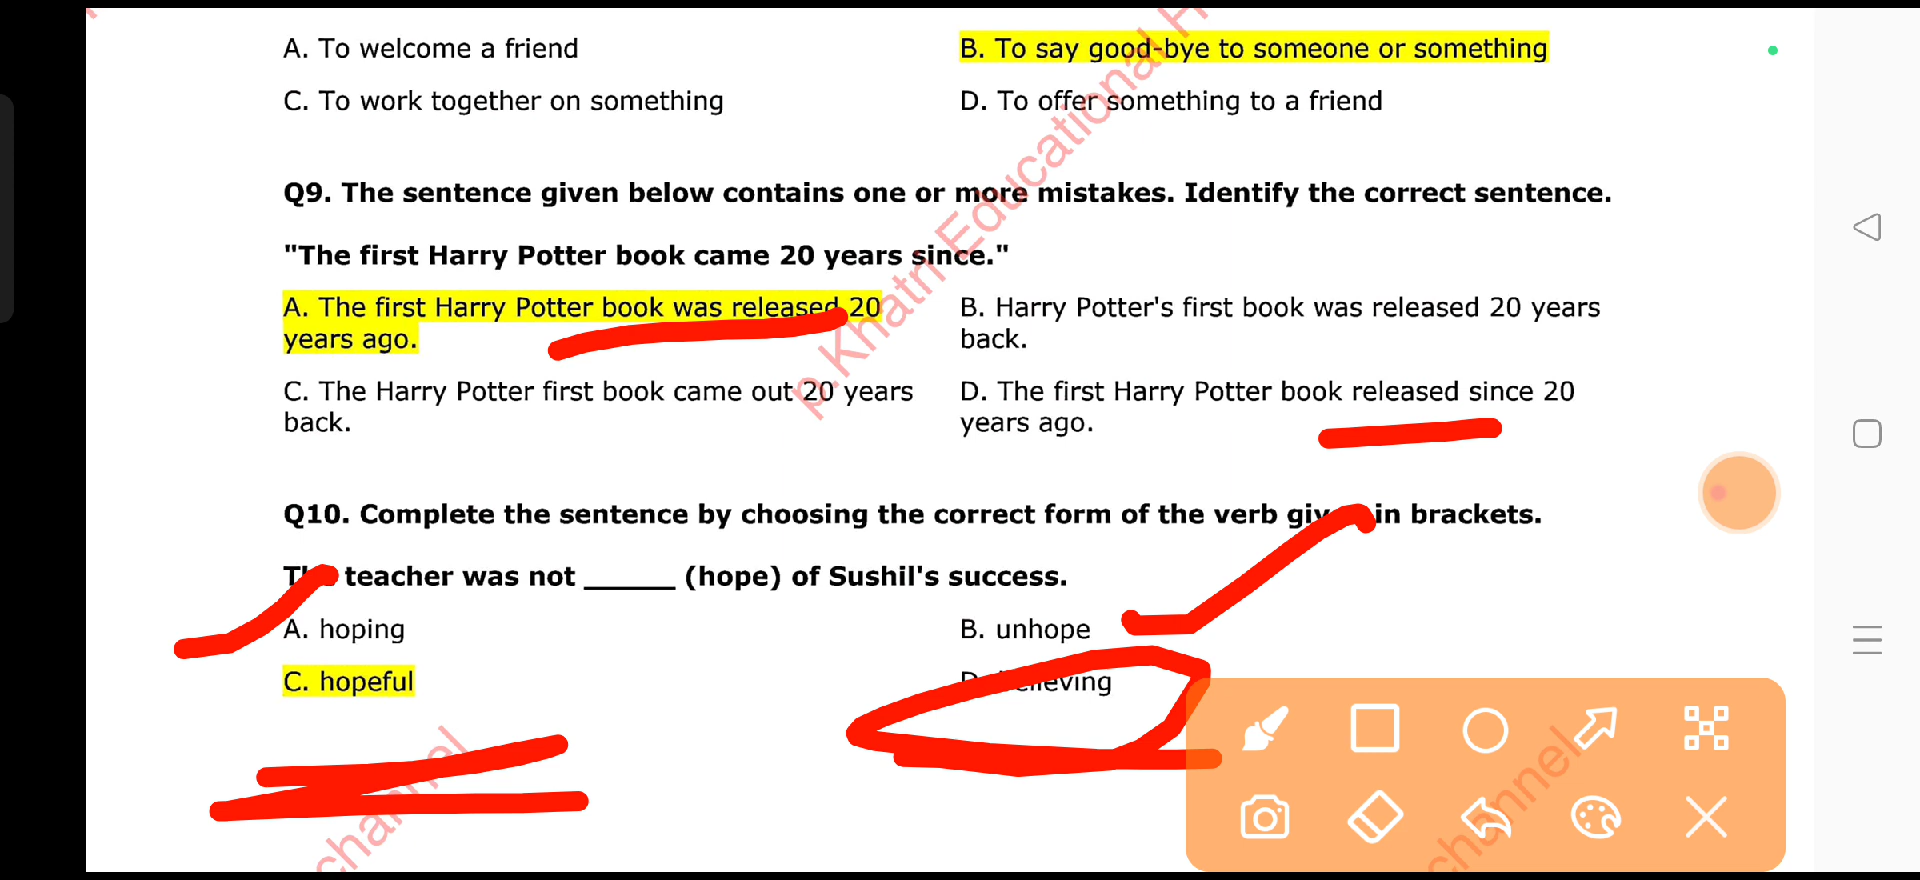 A. To welcome a friend
B. To say good-bye to someone or something
C. To work together on something
D. To offer something to a friend
Q9. The sentence given below contains one or more mistakes. Identify the correct sentence.
"The first Harry Potter book came 20 years since."
A. The first Harry Potter book was released 20
years ago.
B. Harry Potter's first book was released 20 years
back.
C. The Harry Potter first book came out 20 years
back.
D. The first Harry Potter book released since 20
years ago.
Q10. Complete the sentence by choosing the correct form of the verb in brackets.
teacher was not ______ (hope) of Sushil's success.
A. hoping
B. unhope
C. hopeful
p.Khatri Educational
channel
channel